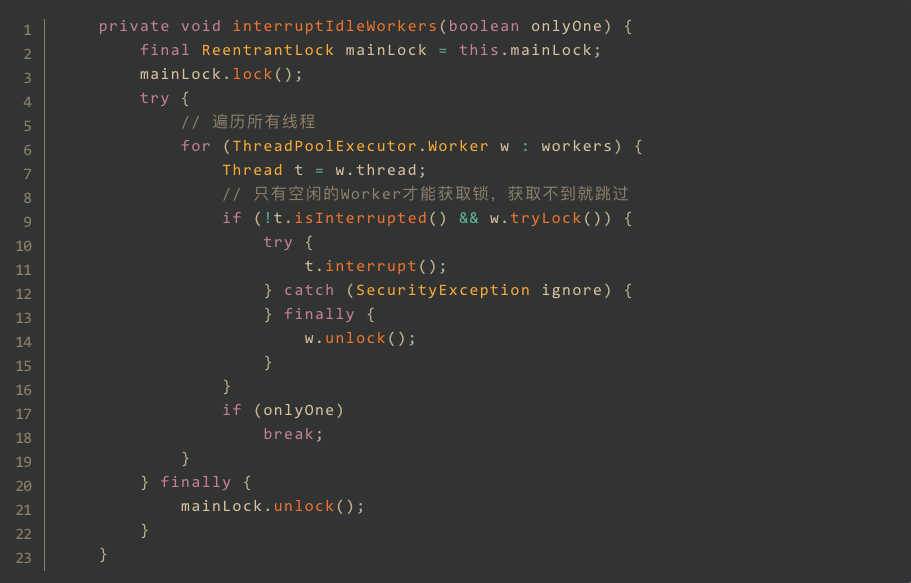 1 private void interruptIdleWorkers(boolean onlyOne) {
2 final ReentrantLock mainLock = this.mainLock;
3 mainLock.lock();
4 try {
5 // 遍历所有线程
6 for (ThreadPoolExecutor.Worker w : workers) {
7 Thread t = w.thread;
8 // 只有空闲的Worker才能获取锁，获取不到就跳过
9 if (!t.isInterrupted() && w.tryLock()) {
10 try {
11 t.interrupt();
12 } catch (SecurityException ignore) {
13 } finally {
14 w.unlock();
15 }
16 }
17 if (onlyOne)
18 break;
19 }
20 } finally {
21 mainLock.unlock();
22 }
23 }